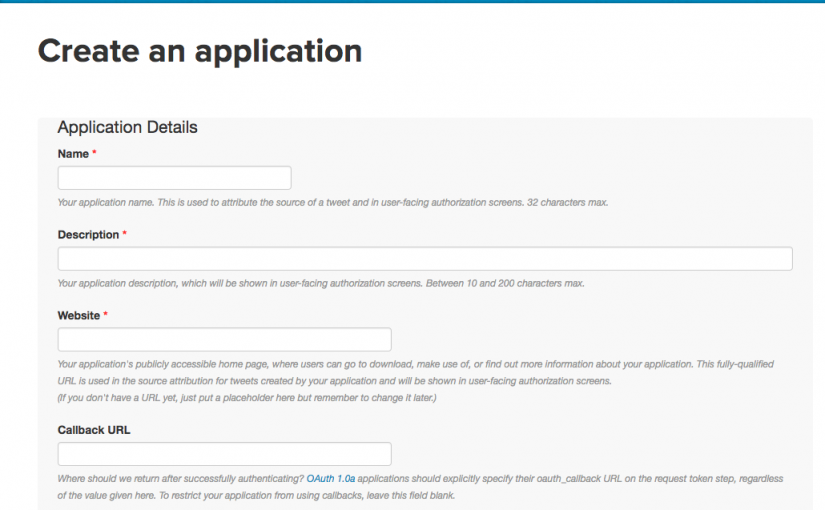 Create an application
Application Details
Name *
Your application name. This is used to attribute the source of a tweet and in user-facing authorization screens. 32 characters max.
Description *
Your application description, which will be shown in user-facing authorization screens. Between 10 and 200 characters max.
Website *
Your application's publicly accessible home page, where users can go to download, make use of, or find out more information about your application. This fully-qualified
URL is used in the source attribution for tweets created by your application and will be shown in user-facing authorization screens.
(If you don't have a URL yet, just put a placeholder here but remember to change it later.)
Callback URL
Where should we return after successfully authenticating? OAuth 1.0a applications should explicitly specify their oauth_callback URL on the request token step, regardless
of the value given here. To restrict your application from using callbacks, leave this field blank.